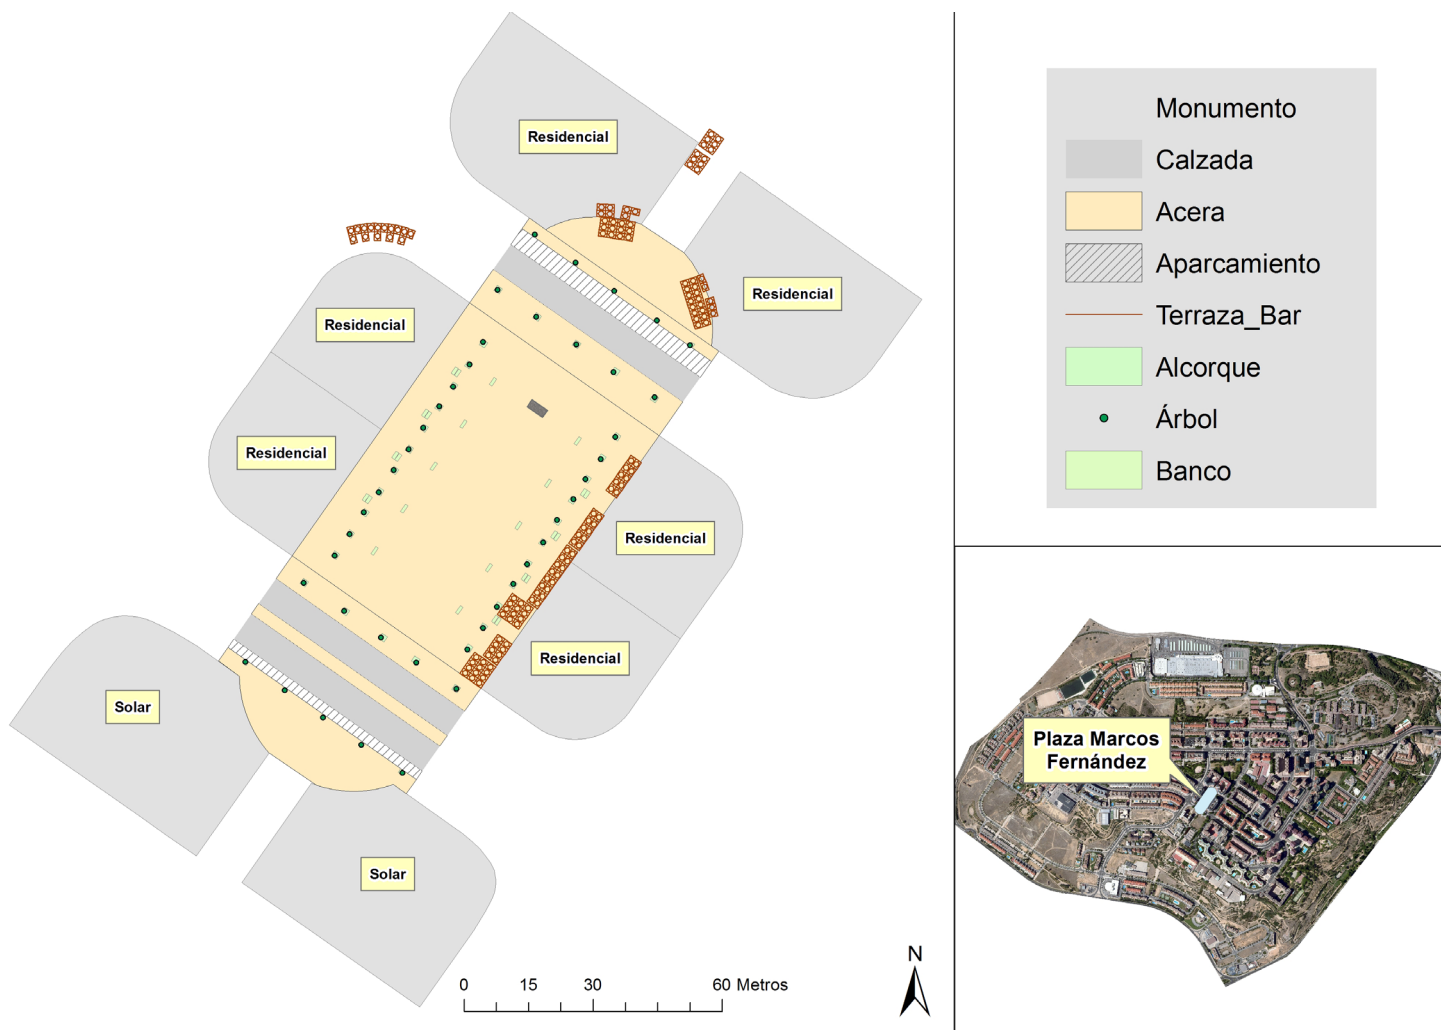 Residencial
Residencial
Residencial
Residencial
Residencial
Residencial
Solar
Solar
0 15 30 60 Metros
N
Monumento
Calzada
Acera
Aparcamiento
Terraza_Bar
Alcorque
Árbol
Banco
Plaza Marcos
Fernández